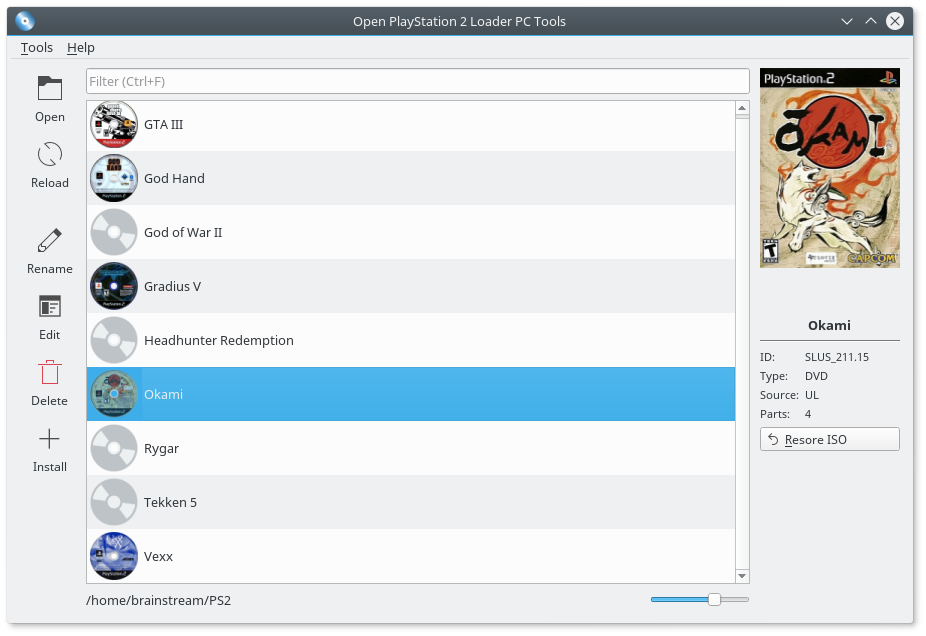 Open PlayStation 2 Loader PC Tools
Tools Help
Open
Reload
Rename
Edit
Delete
Install
Filter (Ctrl+F)
GTA III
God Hand
God of War II
Gradius V
Headhunter Redemption
Okami
Rygar
Tekken 5
Vexx
/home/brainstream/PS2
PlayStation.2
ŌKAMI
T
CAPCOM
Okami
ID: SLUS_211.15
Type: DVD
Source: UL
Parts: 4
Resore ISO